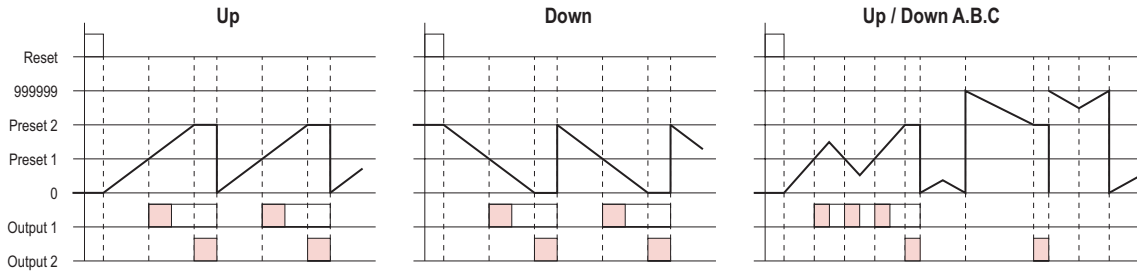 Up
Down
Up / Down A.B.C
Reset
999999
Preset 2
Preset 1
0
Output 1
Output 2